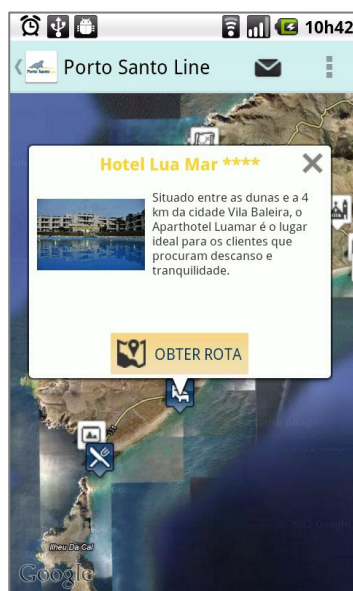 10h42
Porto Santo Line
Hotel Lua Mar ****
Situado entre as dunas e a 4
km da cidade Vila Baleira, o
Aparthotel Luamar é o lugar
ideal para os clientes que
procuram descanso e
tranquilidade.
OBTER ROTA
Ilheu Da Cal
Google